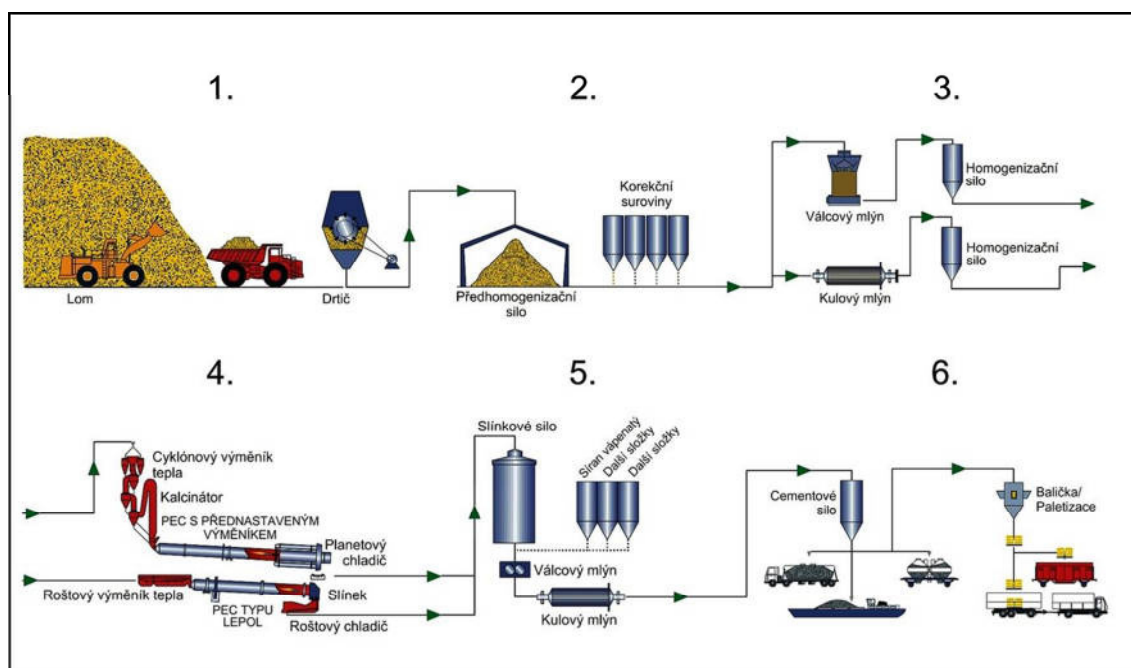 1.
2.
3.
Lom
Drtič
Předhomogenizační
silo
Korekční
suroviny
Válcový mlýn
Homogenizační
silo
Kulový mlýn
Homogenizační
silo
4.
5.
6.
Cyklónový výměník
tepla
Kalcinátor
PEC S PŘEDNASTAVENÝM
VÝMĚNÍKEM
Planetový
chladič
Roštový výměník tepla
Slínek
PEC TYPU
LEPOL
Roštový chladič
Slínkové silo
Síran vápenatý
Další složky
Další složky
Válcový mlýn
Kulový mlýn
Cementové
silo
Balička/
Paletizace